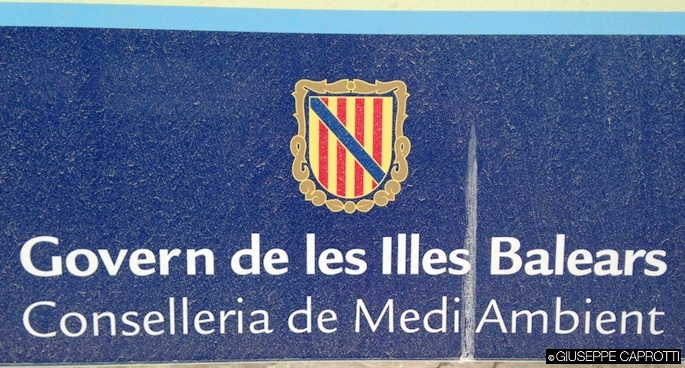 Govern de les Illes Balears
Conselleria de Medi Ambient
© GIUSEPPE CAPROTTI